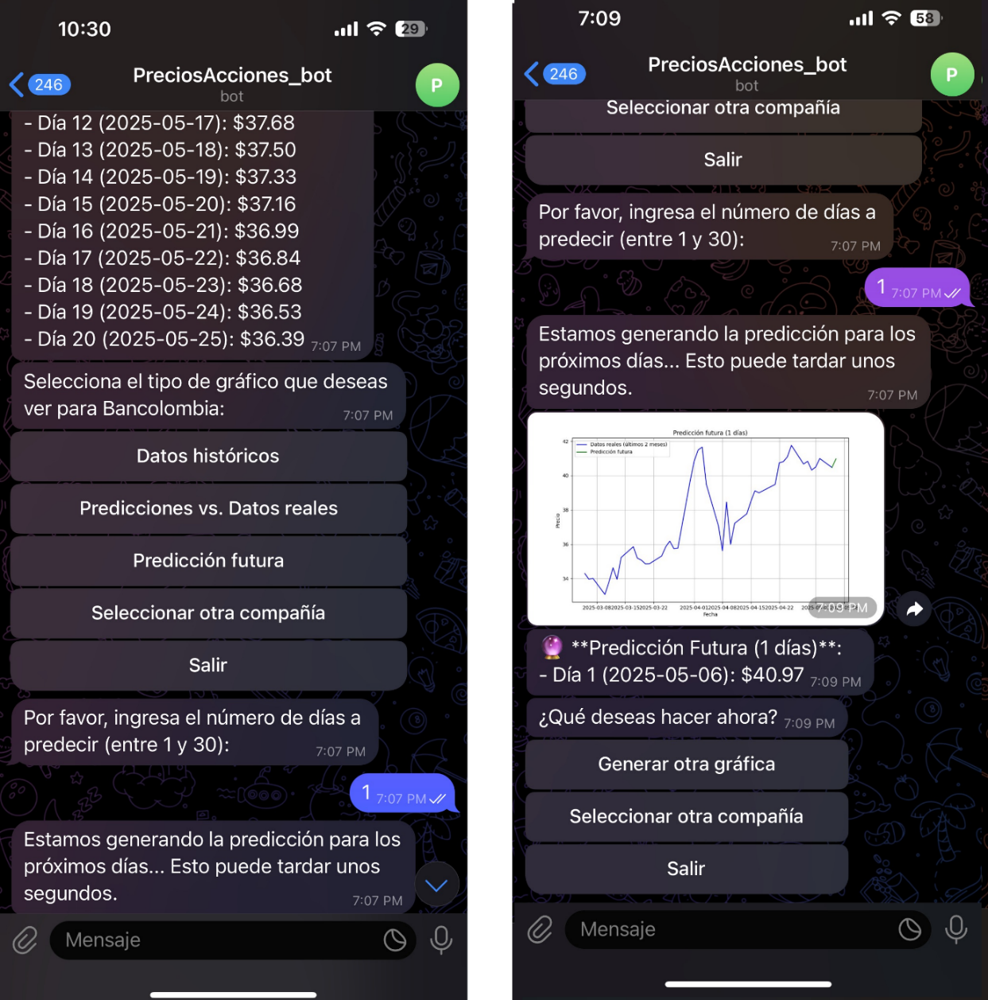 10:30
29
246
PreciosAcciones_bot
bot
P
- Día 12 (2025-05-17): $37.68
- Día 13 (2025-05-18): $37.50
- Día 14 (2025-05-19): $37.33
- Día 15 (2025-05-20): $37.16
- Día 16 (2025-05-21): $36.99
- Día 17 (2025-05-22): $36.84
- Día 18 (2025-05-23): $36.68
- Día 19 (2025-05-24): $36.53
- Día 20 (2025-05-25): $36.39 7:07 PM
Selecciona el tipo de gráfico que deseas
ver para Bancolombia: 7:07 PM
Datos históricos
Predicciones vs. Datos reales
Predicción futura
Seleccionar otra compañía
Salir
Por favor, ingresa el número de días a
predecir (entre 1 y 30): 7:07 PM
1 7:07 PM
Estamos generando la predicción para los
próximos días... Esto puede tardar unos
segundos. 7:07 PM
Mensaje
7:09
58
246
PreciosAcciones_bot
bot
P
Seleccionar otra compañía
Salir
Por favor, ingresa el número de días a
predecir (entre 1 y 30): 7:07 PM
1 7:07 PM
Estamos generando la predicción para los
próximos días... Esto puede tardar unos
segundos. 7:07 PM
Predicción futura (1 días)
Datos reales (últimos 2 meses)
Predicción futura
42
40
38
36
34
Precio
2025-03-08 2025-03-15 2025-03-22 2025-04-01 2025-04-08 2025-04-15 2025-04-22
Fecha
7:09 PM
🔮 **Predicción Futura (1 días)**:
- Día 1 (2025-05-06): $40.97 7:09 PM
¿Qué deseas hacer ahora? 7:09 PM
Generar otra gráfica
Seleccionar otra compañía
Salir
Mensaje